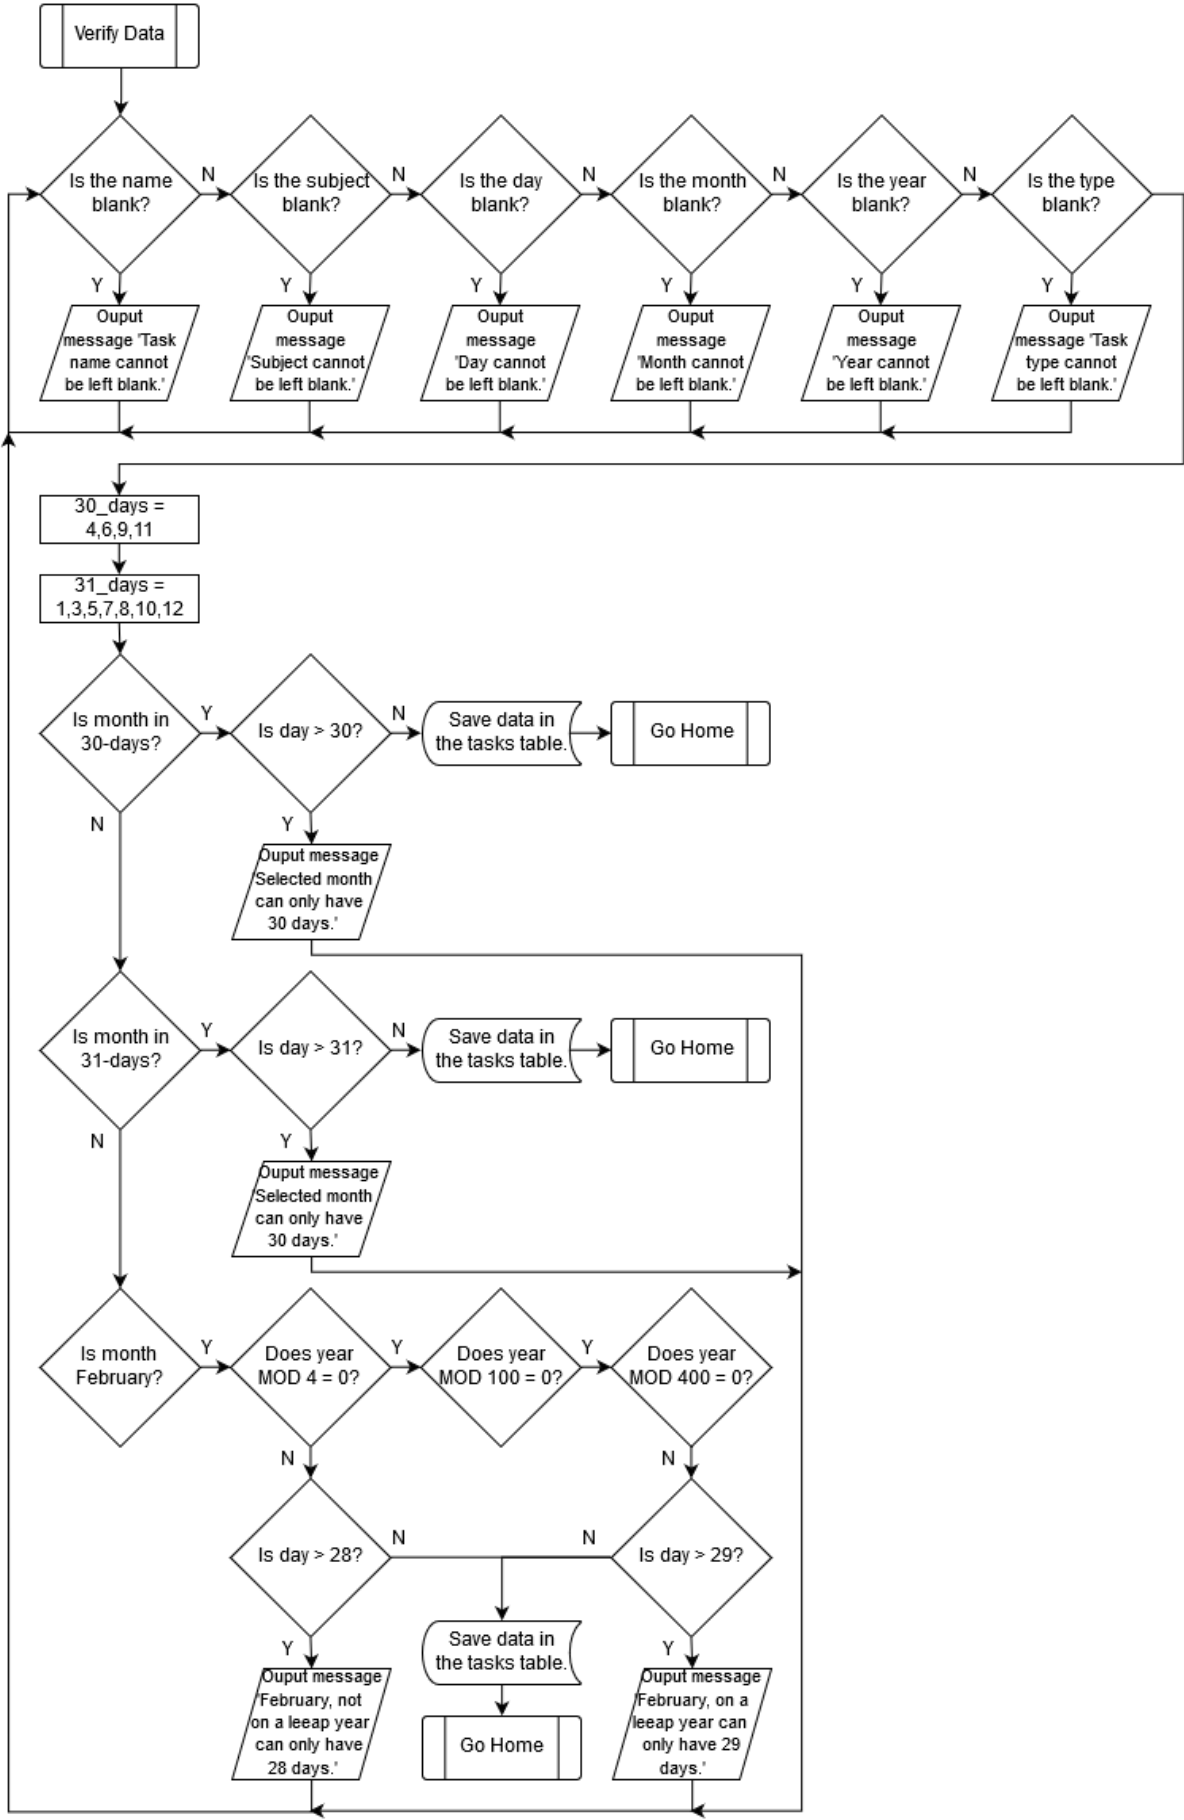 Verify Data
Is the name
blank?
N
Is the subject
blank?
N
Is the day
blank?
N
Is the month
blank?
N
Is the year
blank?
N
Is the type
blank?
Y
Y
Y
Y
Y
Y
Ouput
message 'Task
name cannot
be left blank.'
Ouput
message
'Subject cannot
be left blank.'
Ouput
message
'Day cannot
be left blank.'
Ouput
message
'Month cannot
be left blank.'
Ouput
message
'Year cannot
be left blank.'
Ouput
message 'Task
type cannot
be left blank.'
30_days =
4,6,9,11
31_days =
1,3,5,7,8,10,12
Is month in
30-days?
Y
Is day > 30?
N
Save data in
the tasks table.
Go Home
N
Y
Ouput message
'Selected month
can only have
30 days.'
Is month in
31-days?
Y
Is day > 31?
N
Save data in
the tasks table.
Go Home
N
Y
Ouput message
'Selected month
can only have
30 days.'
Is month
February?
Y
Does year
MOD 4 = 0?
Y
Does year
MOD 100 = 0?
Y
Does year
MOD 400 = 0?
N
N
Is day > 28?
N
N
Is day > 29?
Y
Save data in
the tasks table.
Y
Ouput message
'February, not
on a leeap year
can only have
28 days.'
Go Home
Ouput message
'February, on a
leeap year can
only have 29
days.'